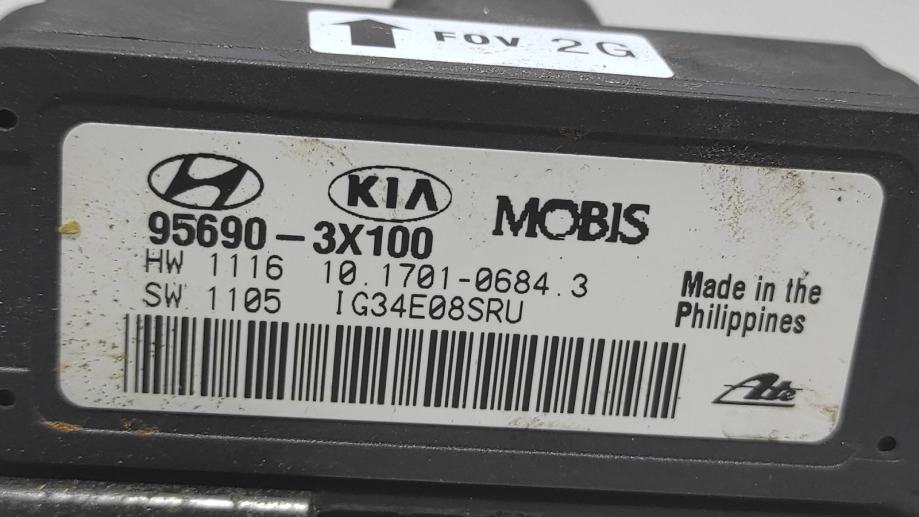 FOV 2G
KIA MOBIS
95690-3X100
HW 1116 10.1701-0684.3
SW 1105 IG34E08SRU
Made in the
Philippines
Ate